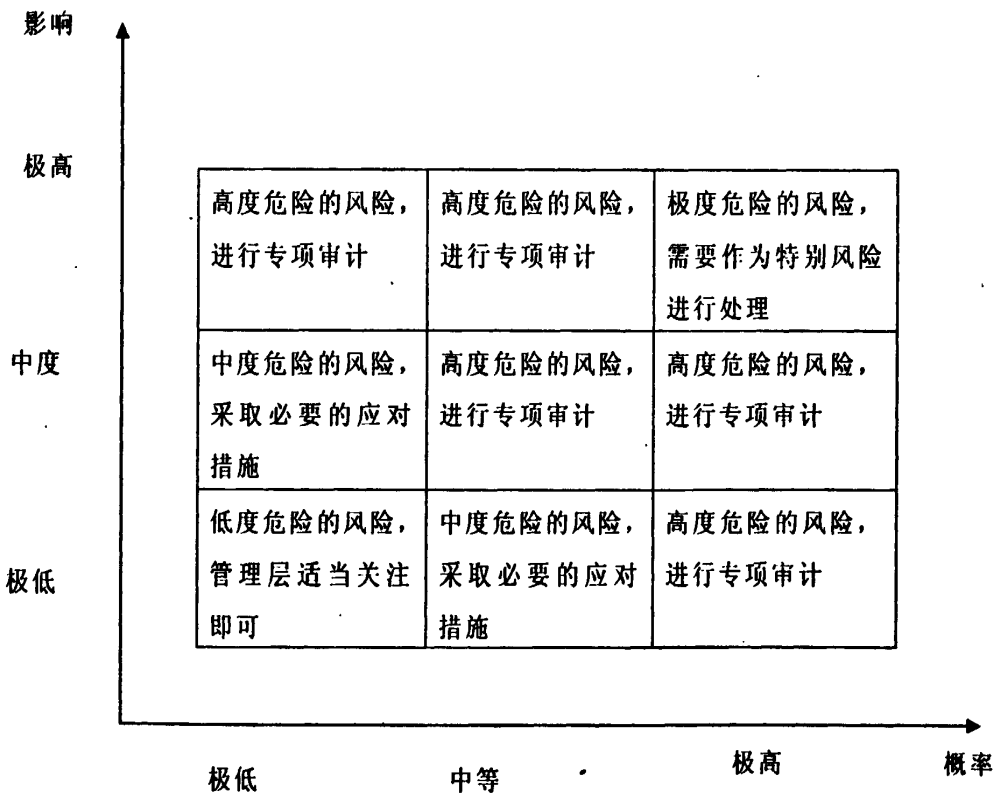 影响
极高
高度危险的风险，
进行专项审计
高度危险的风险，
进行专项审计
极度危险的风险，
需要作为特别风险
进行处理
中度
中度危险的风险，
采取必要的应对
措施
高度危险的风险，
进行专项审计
高度危险的风险，
进行专项审计
极低
低度危险的风险，
管理层适当关注
即可
中度危险的风险，
采取必要的应对
措施
高度危险的风险，
进行专项审计
极低
中等
极高
概率